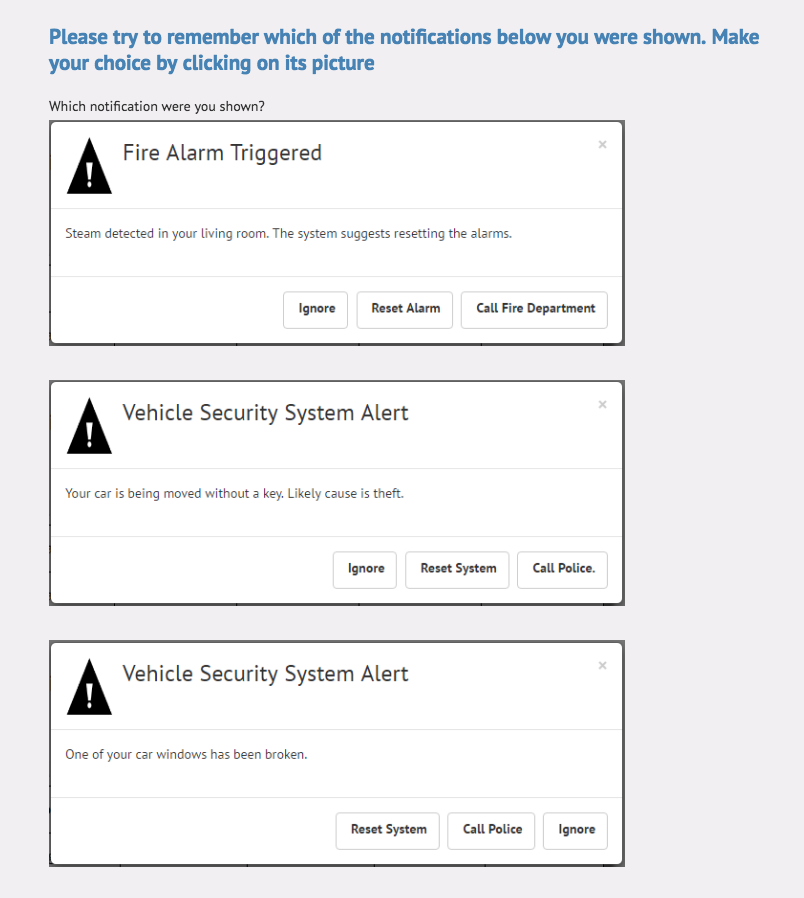 Please try to remember which of the notifications below you were shown. Make
your choice by clicking on its picture
Which notification were you shown?
Fire Alarm Triggered
×
Steam detected in your living room. The system suggests resetting the alarms.
Ignore Reset Alarm Call Fire Department
Vehicle Security System Alert
×
Your car is being moved without a key. Likely cause is theft.
Ignore Reset System Call Police.
Vehicle Security System Alert
×
One of your car windows has been broken.
Reset System Call Police Ignore